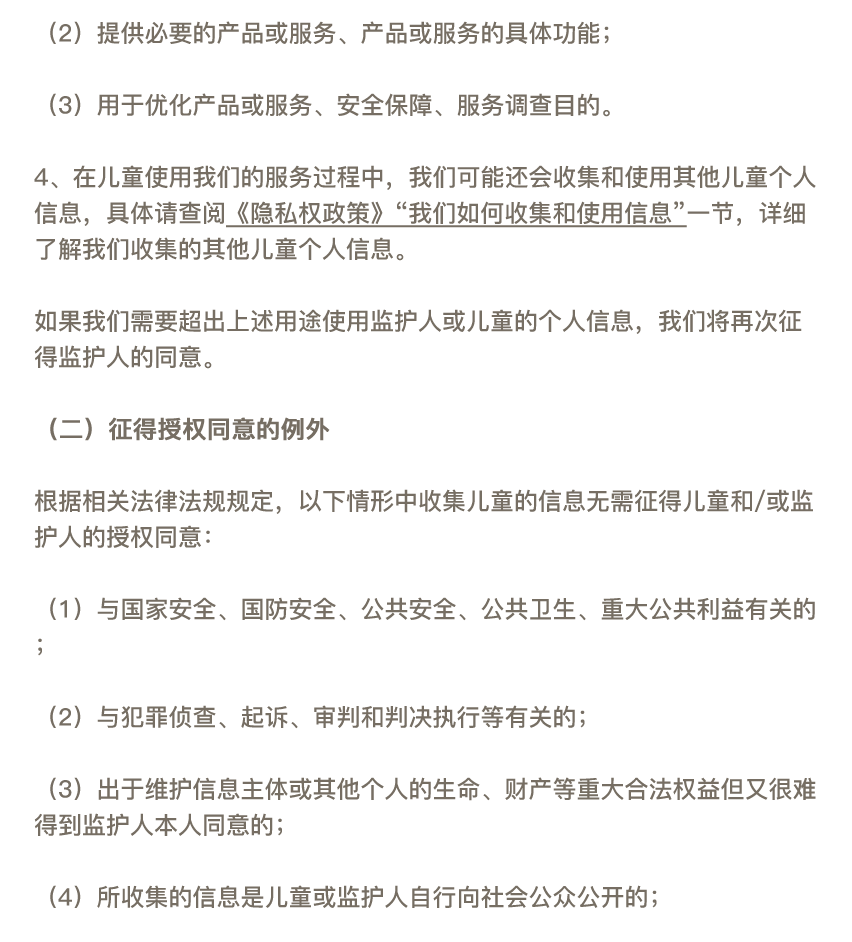 （2）提供必要的产品或服务、产品或服务的具体功能；
（3）用于优化产品或服务、安全保障、服务调查目的。
4、在儿童使用我们的服务过程中，我们可能还会收集和使用其他儿童个人
信息，具体请查阅《隐私权政策》“我们如何收集和使用信息”一节，详细
了解我们收集的其他儿童个人信息。
如果我们需要超出上述用途使用监护人或儿童的个人信息，我们将再次征
得监护人的同意。
（二）征得授权同意的例外
根据相关法律法规规定，以下情形中收集儿童的信息无需征得儿童和/或监
护人的授权同意：
（1）与国家安全、国防安全、公共安全、公共卫生、重大公共利益有关的
；
（2）与犯罪侦查、起诉、审判和判决执行等有关的；
（3）出于维护信息主体或其他个人的生命、财产等重大合法权益但又很难
得到监护人本人同意的；
（4）所收集的信息是儿童或监护人自行向社会公众公开的；